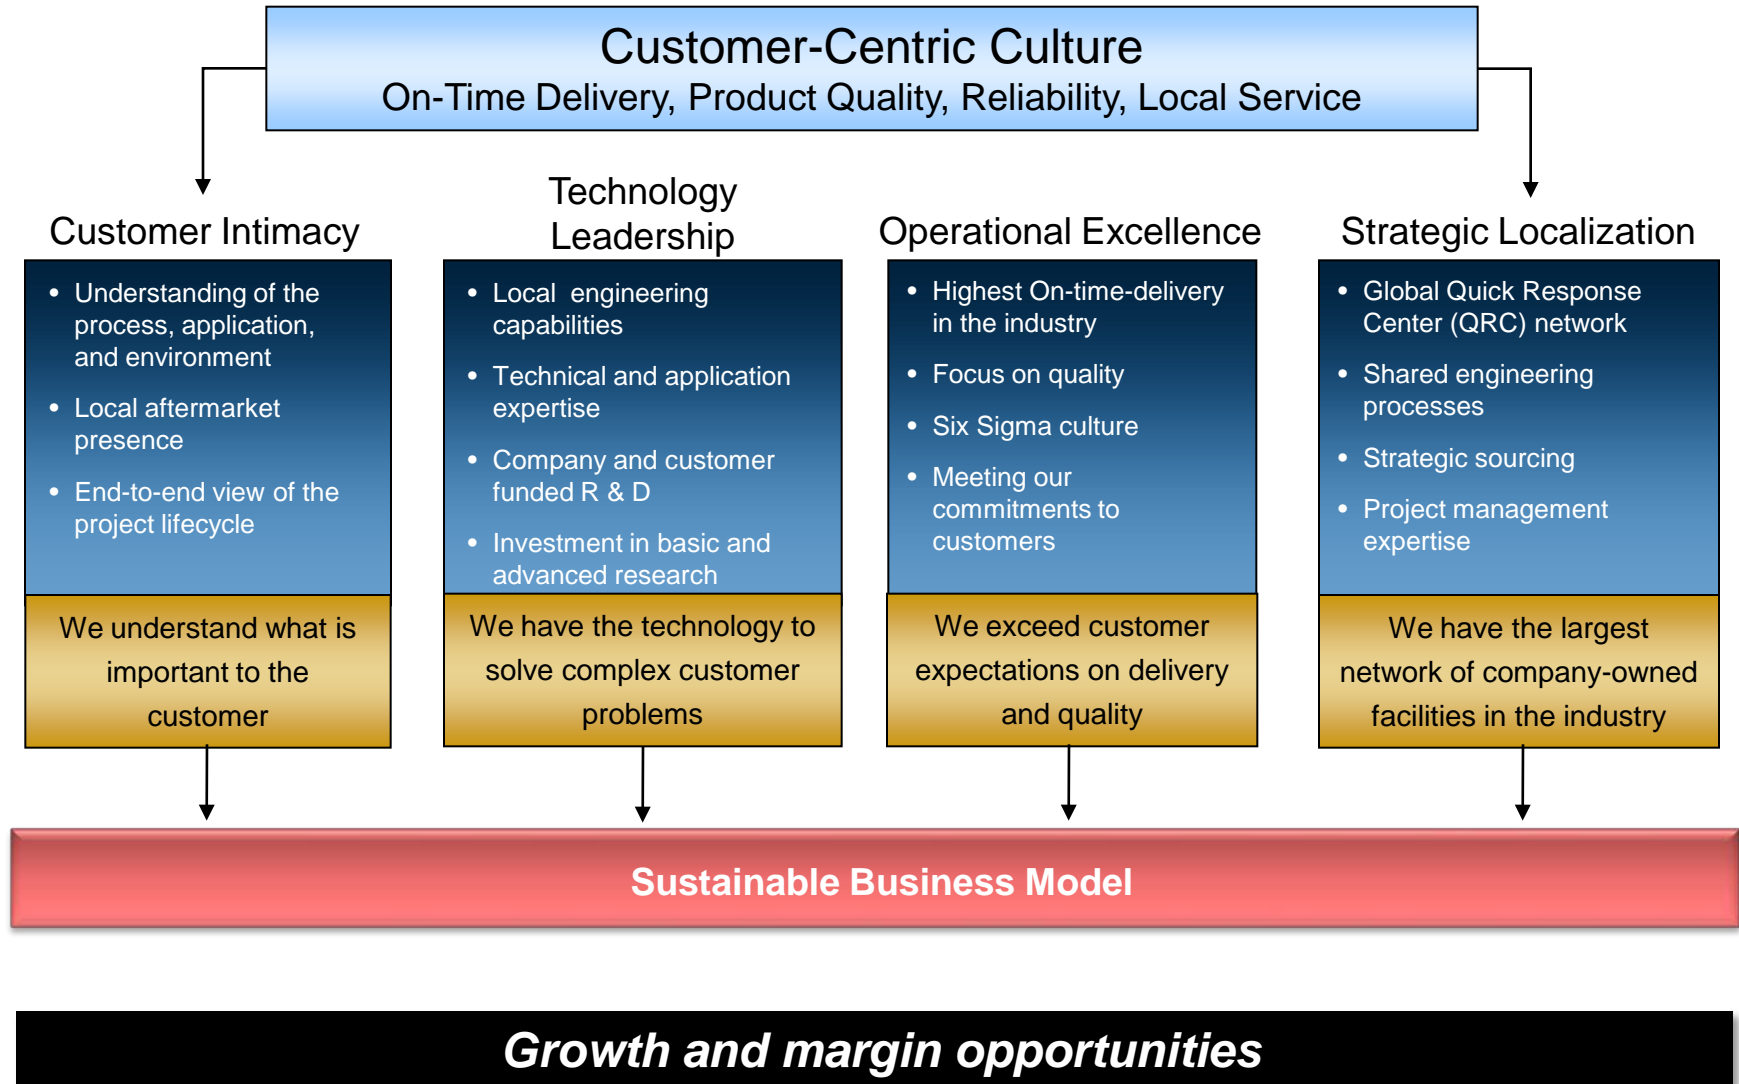 Customer-Centric Culture
On-Time Delivery, Product Quality, Reliability, Local Service
Customer Intimacy
• Understanding of the
process, application,
and environment
• Local aftermarket
presence
• End-to-end view of the
project lifecycle
We understand what is
important to the
customer
Technology
Leadership
• Local engineering
capabilities
• Technical and application
expertise
• Company and customer
funded R & D
• Investment in basic and
advanced research
We have the technology to
solve complex customer
problems
Operational Excellence
• Highest On-time-delivery
in the industry
• Focus on quality
• Six Sigma culture
• Meeting our
commitments to
customers
We exceed customer
expectations on delivery
and quality
Strategic Localization
• Global Quick Response
Center (QRC) network
• Shared engineering
processes
• Strategic sourcing
• Project management
expertise
We have the largest
network of company-owned
facilities in the industry
Sustainable Business Model
Growth and margin opportunities